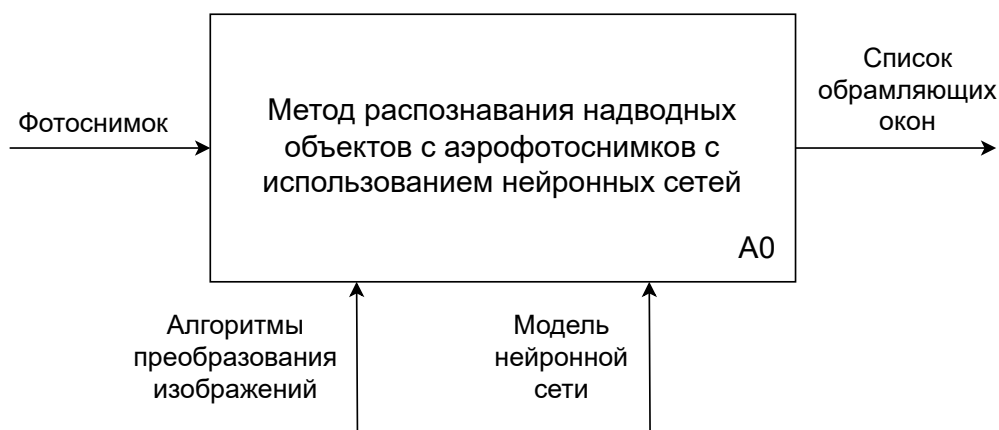 Фотоснимок
Метод распознавания надводных
объектов с аэрофотоснимков с
использованием нейронных сетей
A0
Список
обрамляющих
окон
Алгоритмы
преобразования
изображений
Модель
нейронной
сети